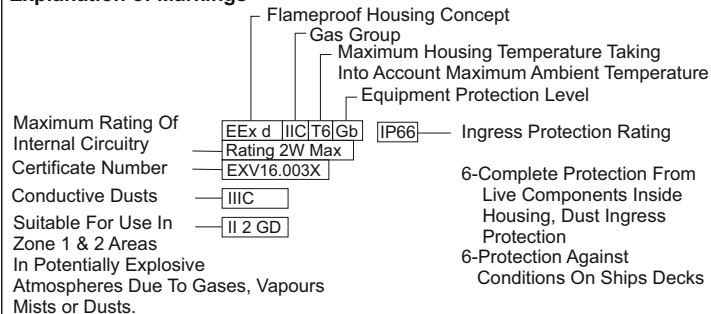 Flameproof Housing Concept
Gas Group
Maximum Housing Temperature Taking
Into Account Maximum Ambient Temperature
Equipment Protection Level
Maximum Rating Of
Internal Circuitry
EEx d IIC T6 Gb IP66 Ingress Protection Rating
Rating 2W Max
Certificate Number EXV16.003X
Conductive Dusts IIIC
Suitable For Use In
Zone 1 & 2 Areas
In Potentially Explosive
Atmospheres Due To Gases, Vapours
Mists or Dusts.
II 2 GD
6-Complete Protection From
Live Components Inside
Housing, Dust Ingress
Protection
6-Protection Against
Conditions On Ships Decks